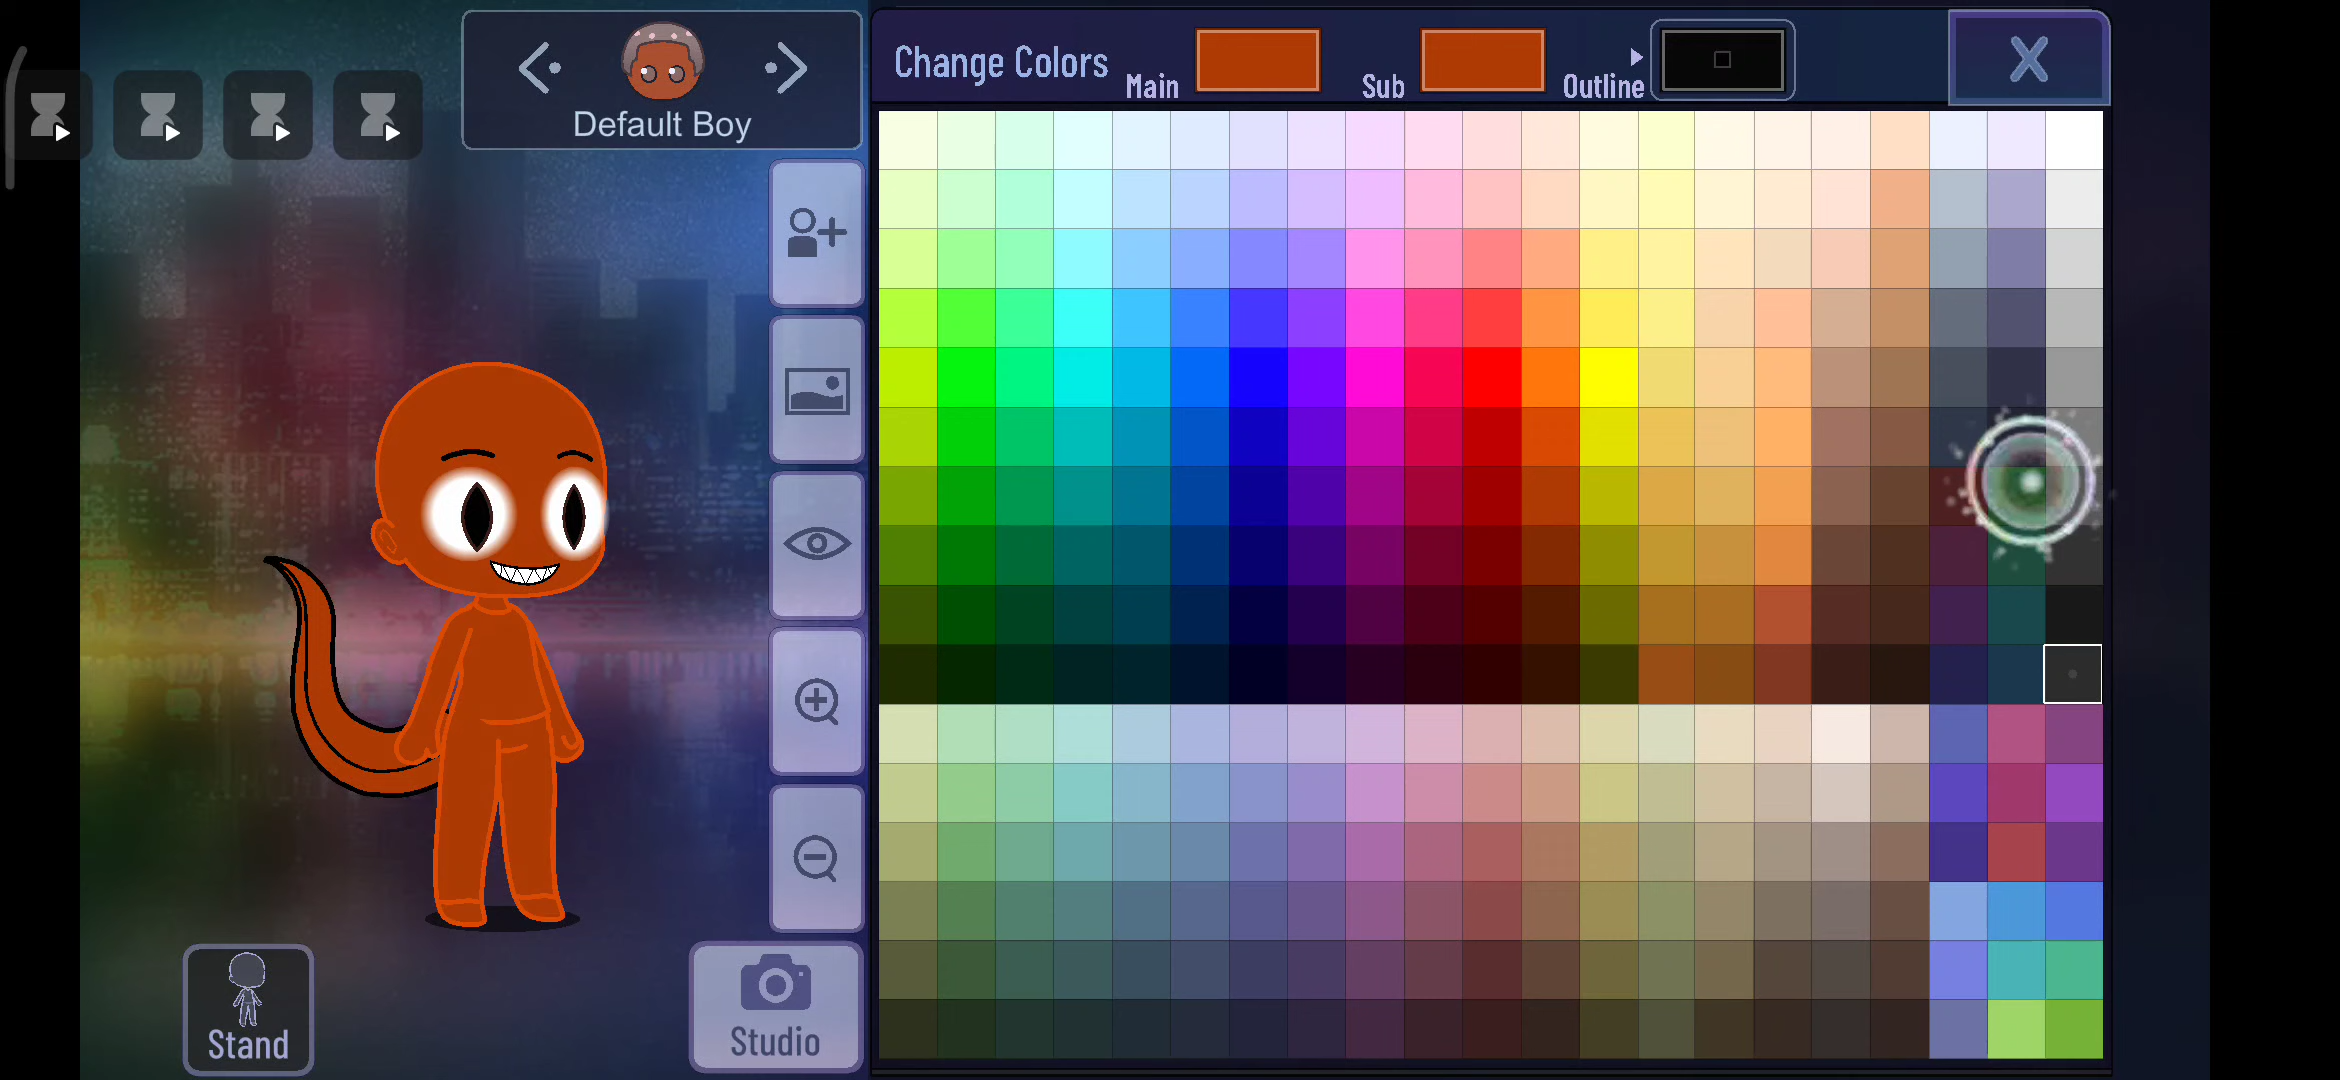 Change Colors
Main
Sub
Outline
X
Default Boy
Stand
Studio